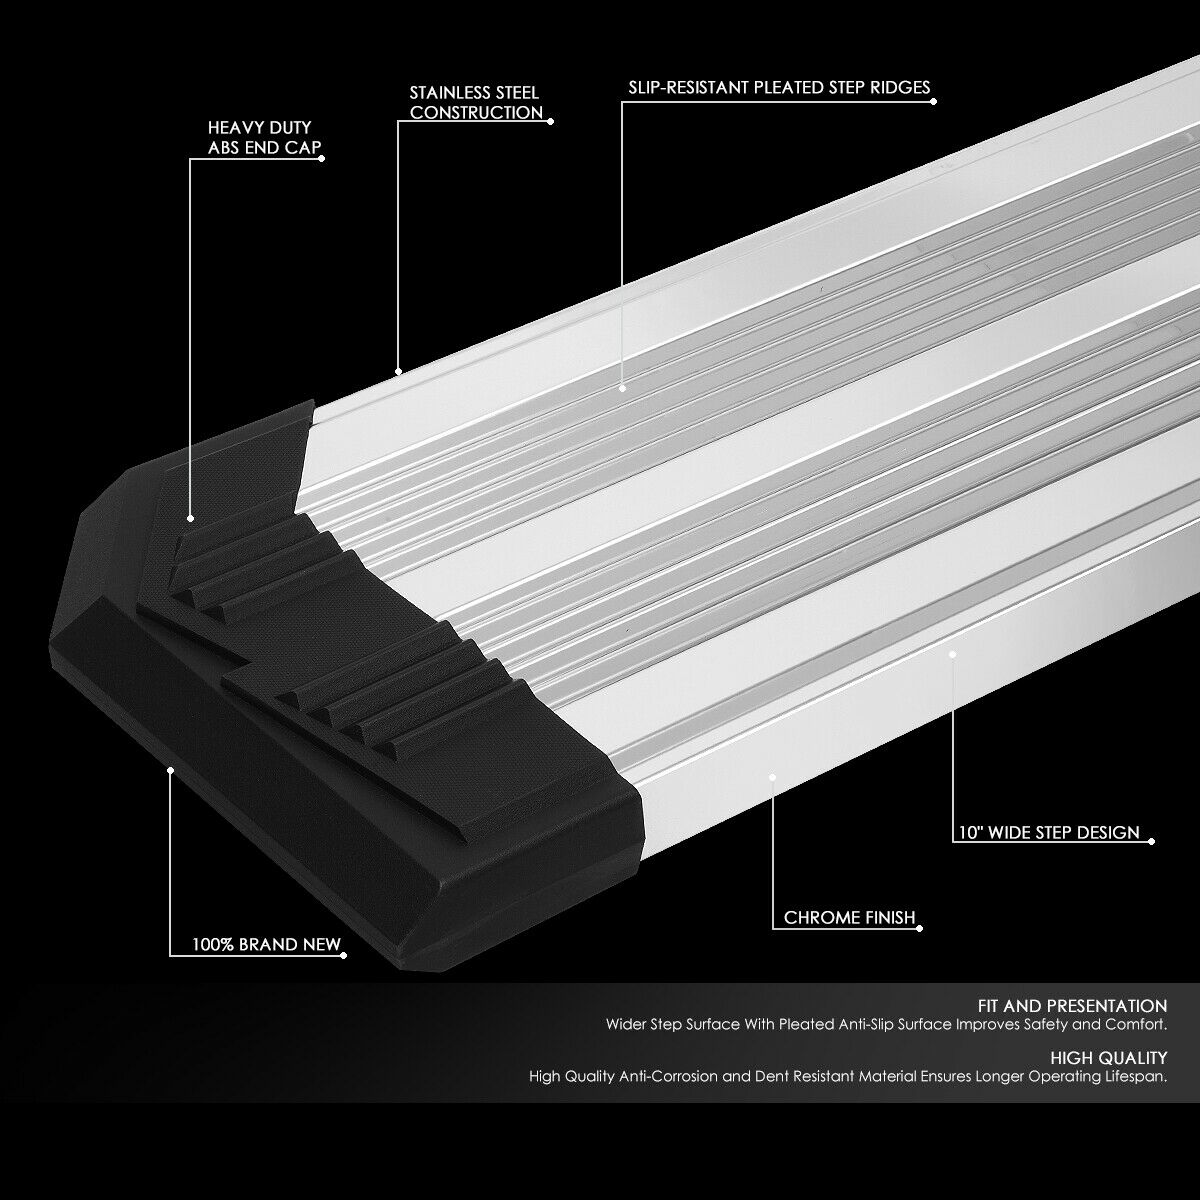 STAINLESS STEEL
CONSTRUCTION
SLIP-RESISTANT PLEATED STEP RIDGES
HEAVY DUTY
ABS END CAP
10" WIDE STEP DESIGN
CHROME FINISH
100% BRAND NEW
FIT AND PRESENTATION
Wider Step Surface With Pleated Anti-Slip Surface Improves Safety and Comfort.
HIGH QUALITY
High Quality Anti-Corrosion and Dent Resistant Material Ensures Longer Operating Lifespan.